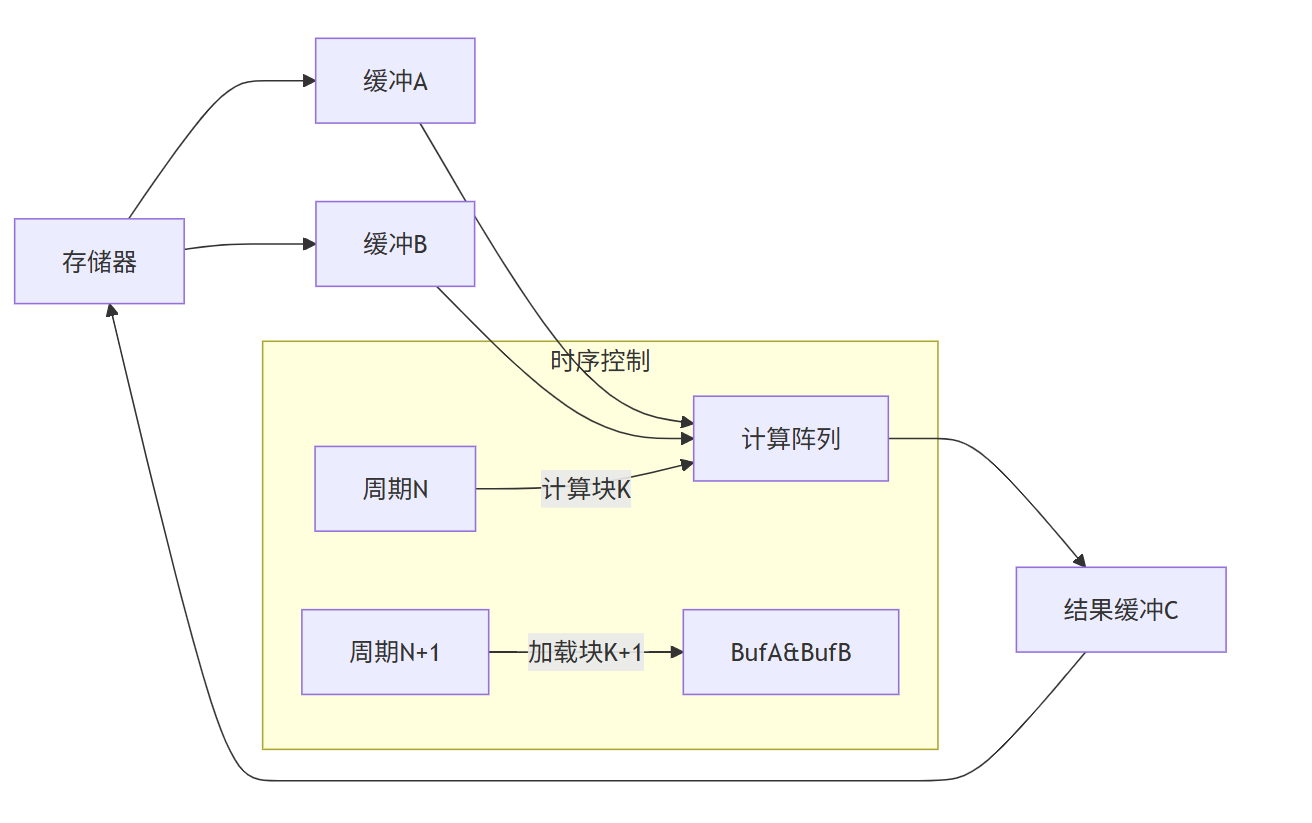 缓冲A
缓冲B
存储器
时序控制
计算阵列
周期N
计算块K
结果缓冲C
周期N+1
加载块K+1
BufA&BufB